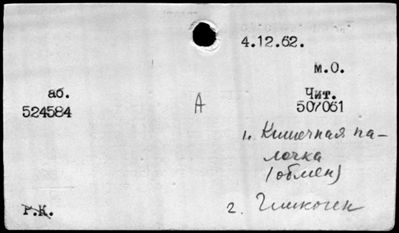 4.12.62.
м.О.
аб.
524584
А
Чит.
507061
1. Кишечная па-
лочка
(обмен)
2. Гликоген
Р.К.